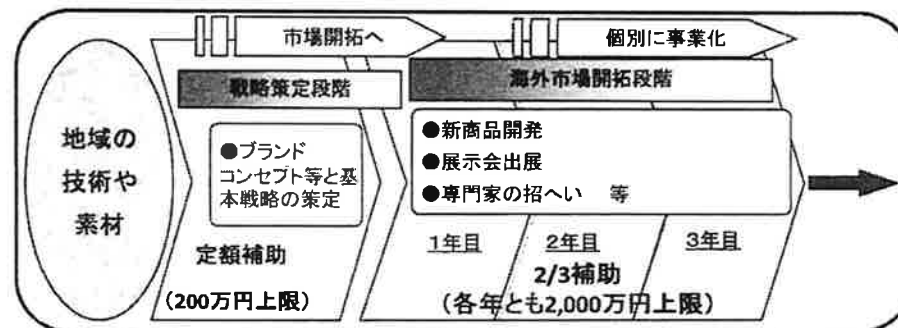 市場開拓へ
個別に事業化
戦略策定段階
海外市場開拓段階
地域の
技術や
素材
●ブランド
コンセプト等と基
本戦略の策定
●新商品開発
●展示会出展
●専門家の招へい 等
1年目
2年目
3年目
定額補助
(200万円上限)
2/3補助
(各年とも2,000万円上限)